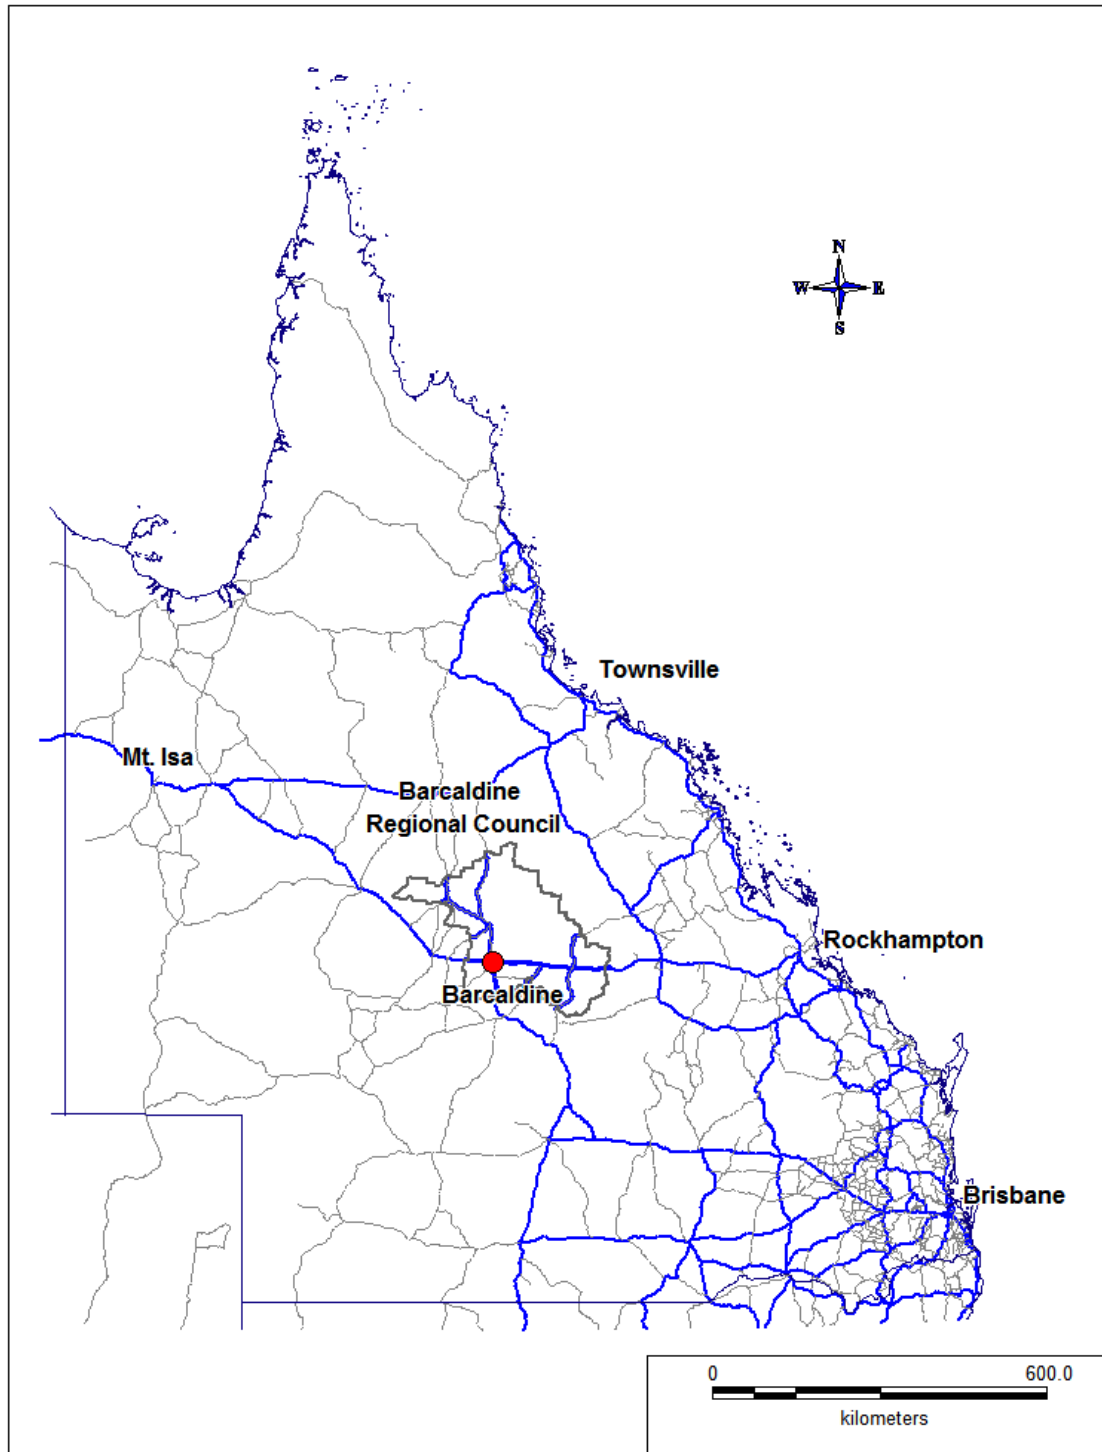 N
W E
S
Townsville
Mt. Isa
Barcaldine
Regional Council
Rockhampton
Barcaldine
Brisbane
0 600.0
kilometers